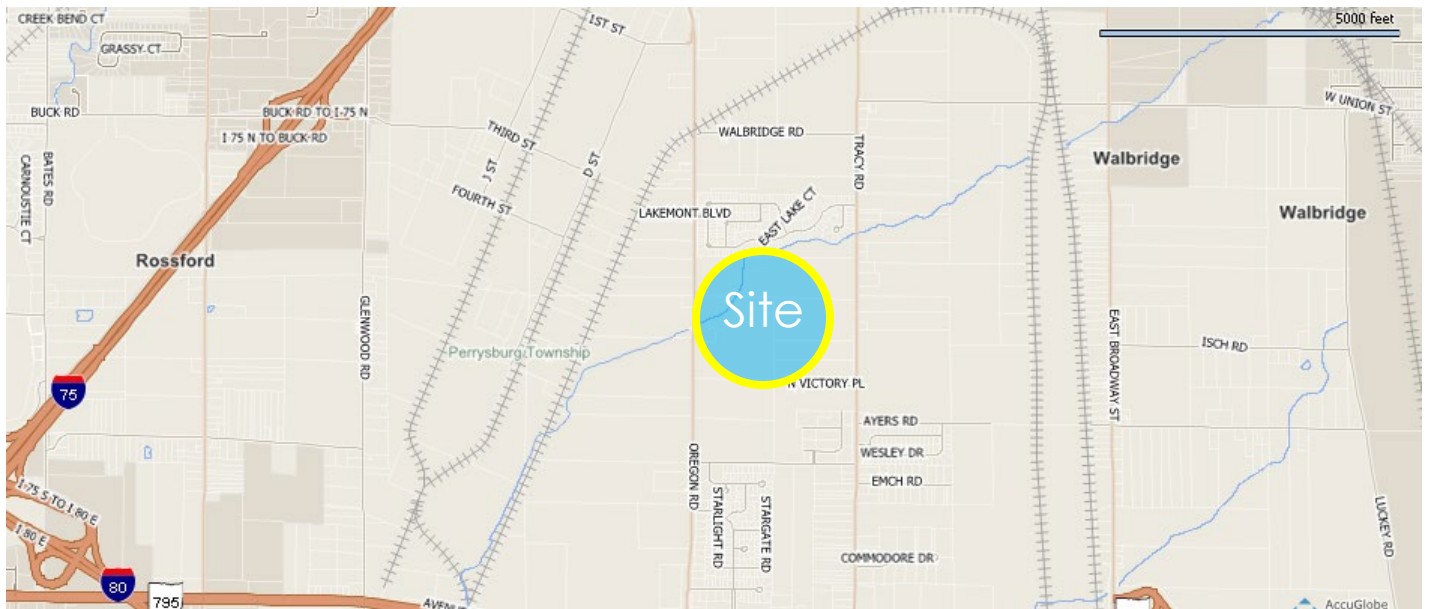 CREEK BEND CT
1ST ST
5000 feet
GRASSY CT
BUCK RD
BUCK RD TO I-75 N
W UNION ST
I-75 N TO BUCK RD
THIRD ST
WALBRIDGE RD
TRACY RD
Walbridge
BATES RD
CARNOUSTIE CT
J ST
D ST
FOURTH ST
LAKEMONT BLVD
EAST LAKE CT
Walbridge
Rossford
Site
GLENWOOD RD
Perrysburg Township
EAST BROADWAY ST
ISCH RD
75
N VICTORY PL
AYERS RD
OREGON RD
WESLEY DR
EMCH RD
I-75 S TO I-80 E
STARLIGHT RD
STARGATE RD
LUCKEY RD
I-80 E
COMMODORE DR
80
795
AccuGlobe